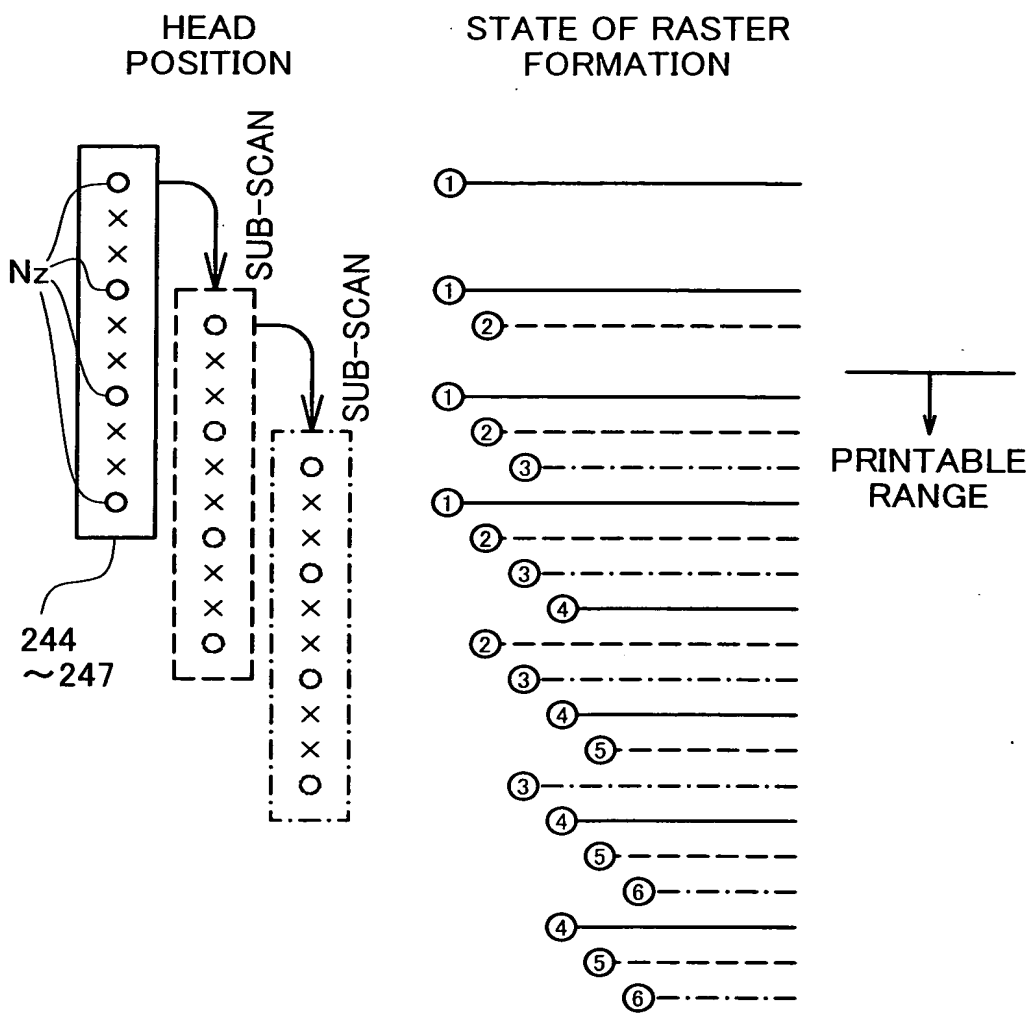 HEAD
POSITION
STATE OF RASTER
FORMATION
SUB-SCAN
SUB-SCAN
Nz
244
~247
①
①
②
①
②
③
①
②
③
④
②
③
④
⑤
③
④
⑤
⑥
④
⑤
⑥
PRINTABLE
RANGE